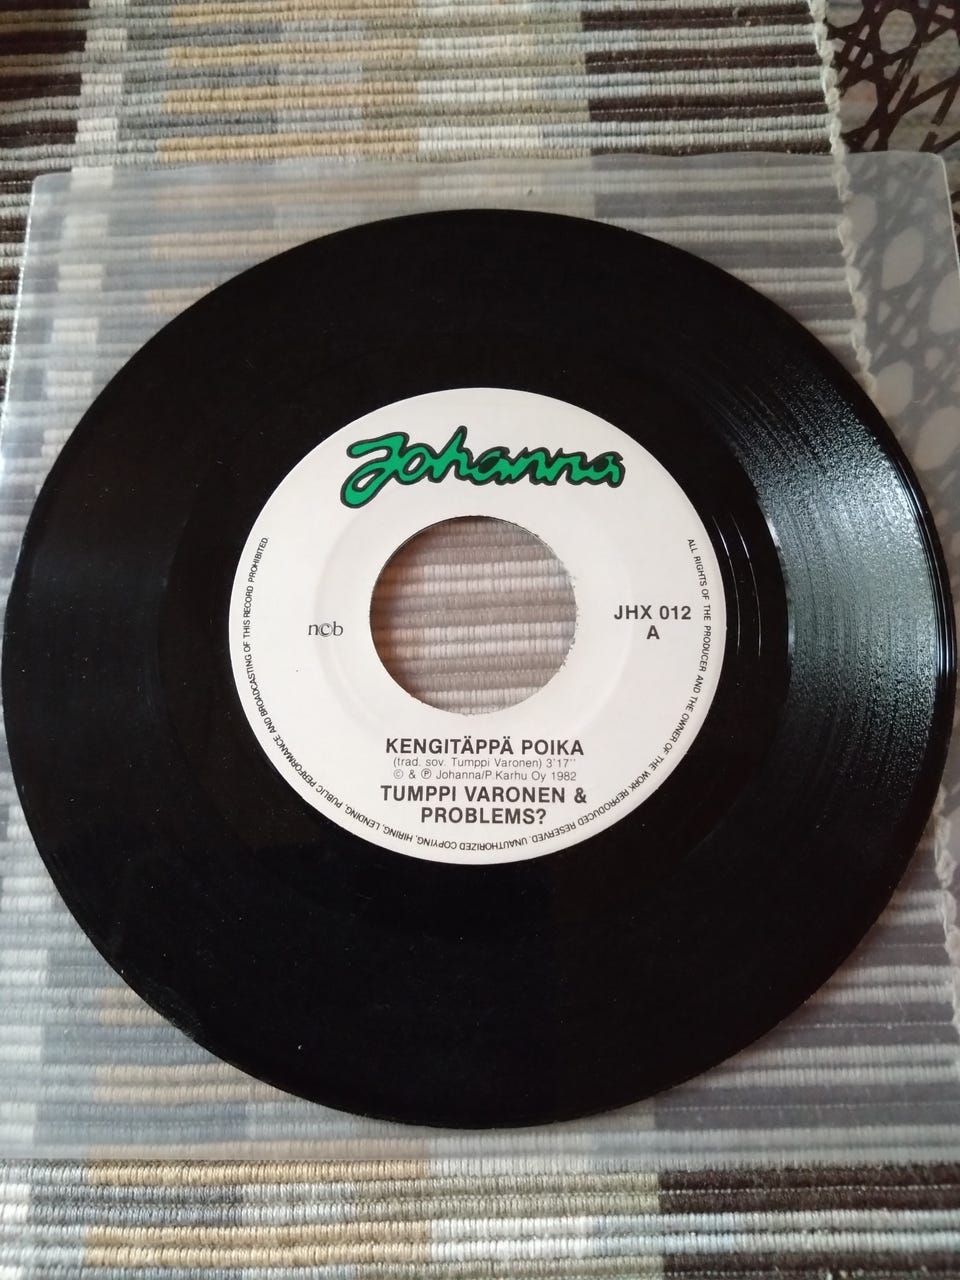 Johanna
ncb
JHX 012
A
KENGITÄPPÄ POIKA
(trad. sov. Tumppi Varonen) 3'17''
© & ℗ Johanna/P.Karhu Oy 1982
TUMPPI VARONEN &
PROBLEMS?
ALL RIGHTS OF THE PRODUCER AND THE OWNER OF THE WORK REPRODUCED RESERVED. UNAUTHORIZED COPYING, HIRING, LENDING, PUBLIC PERFORMANCE AND BROADCASTING OF THIS RECORD PROHIBITED.